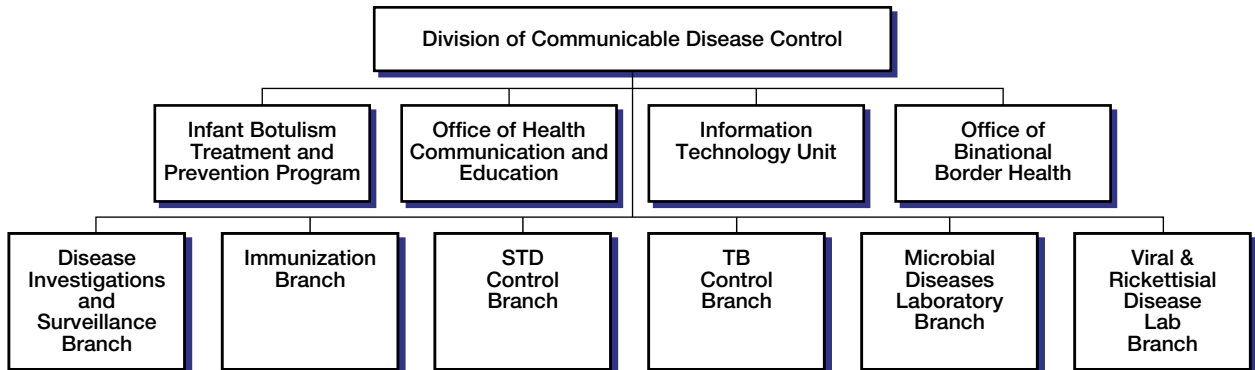 Division of Communicable Disease Control
Infant Botulism
Treatment and
Prevention Program
Office of Health
Communication and
Education
Information
Technology Unit
Office of
Binational
Border Health
Disease
Investigations
and
Surveillance
Branch
Immunization
Branch
STD
Control
Branch
TB
Control
Branch
Microbial
Diseases
Laboratory
Branch
Viral &
Rickettisial
Disease
Lab
Branch